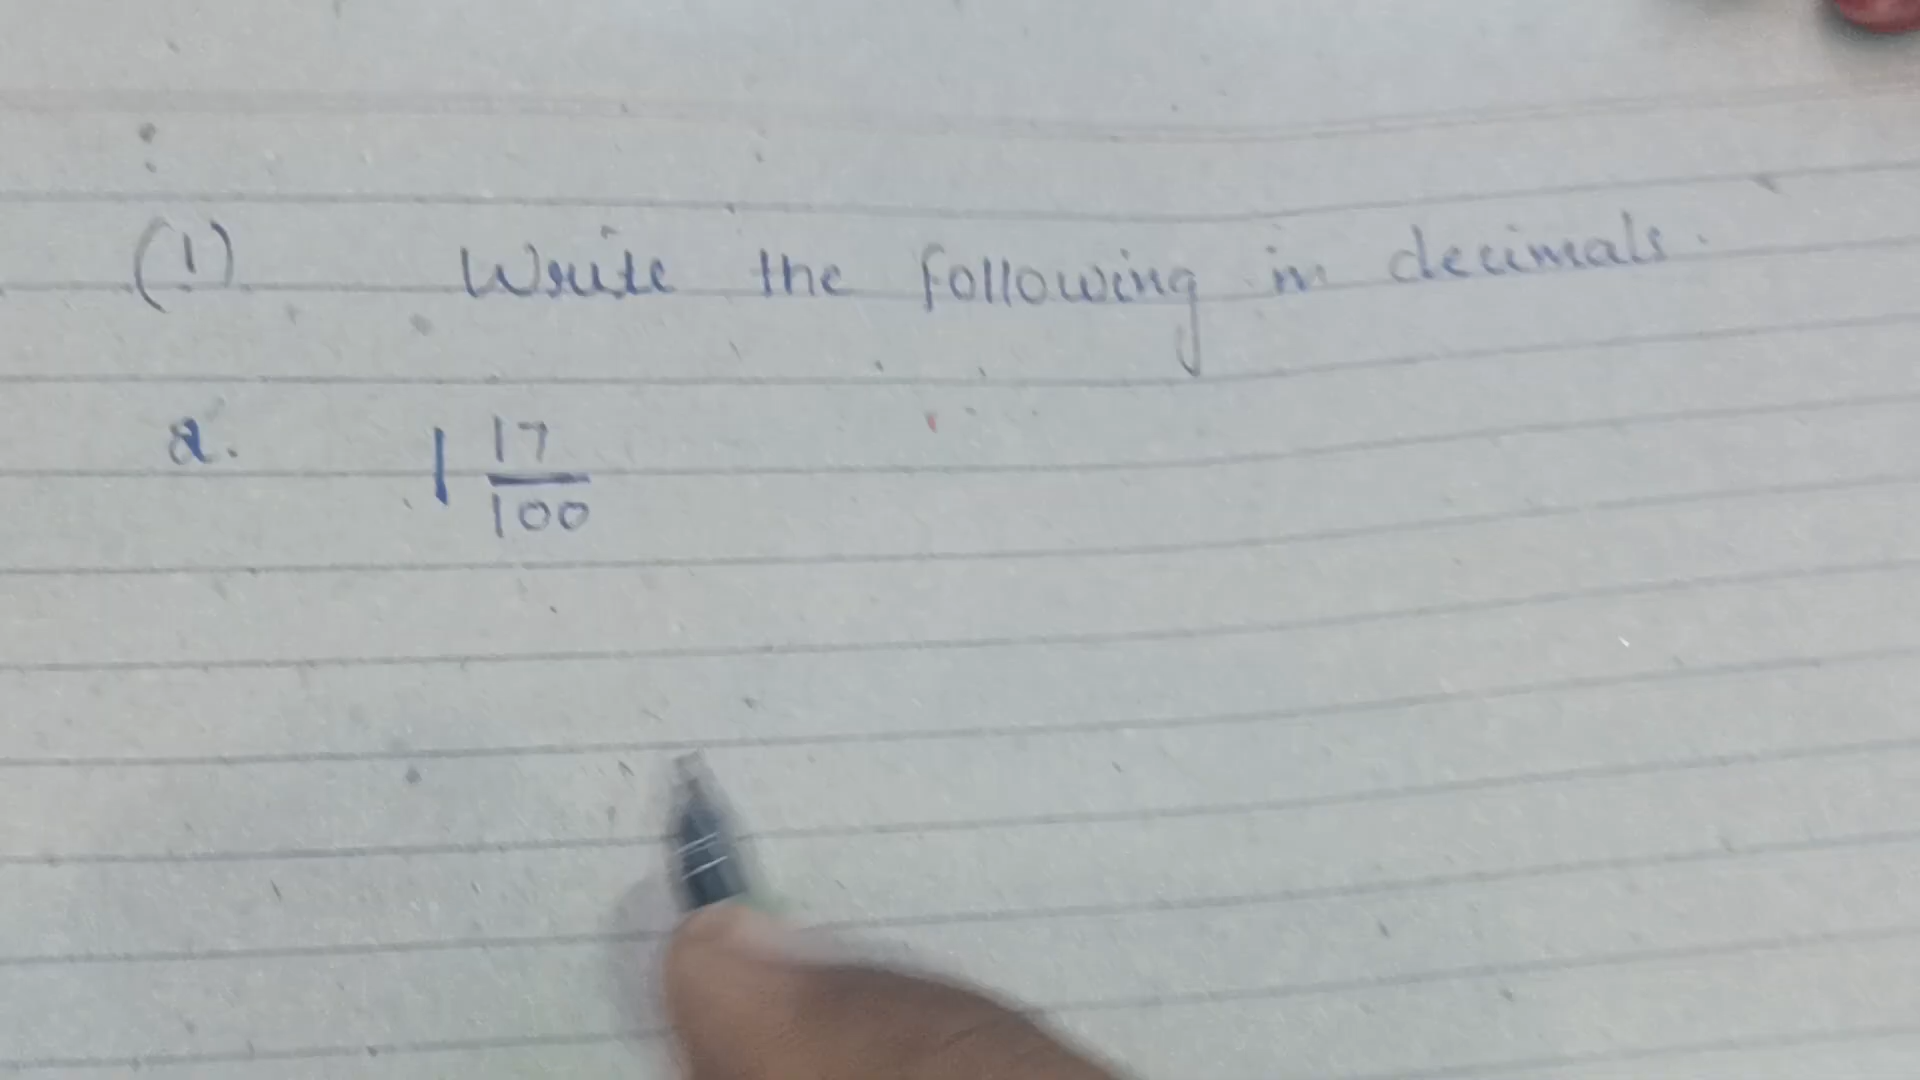 (1) Write the following in decimals.
a. 1 17/100